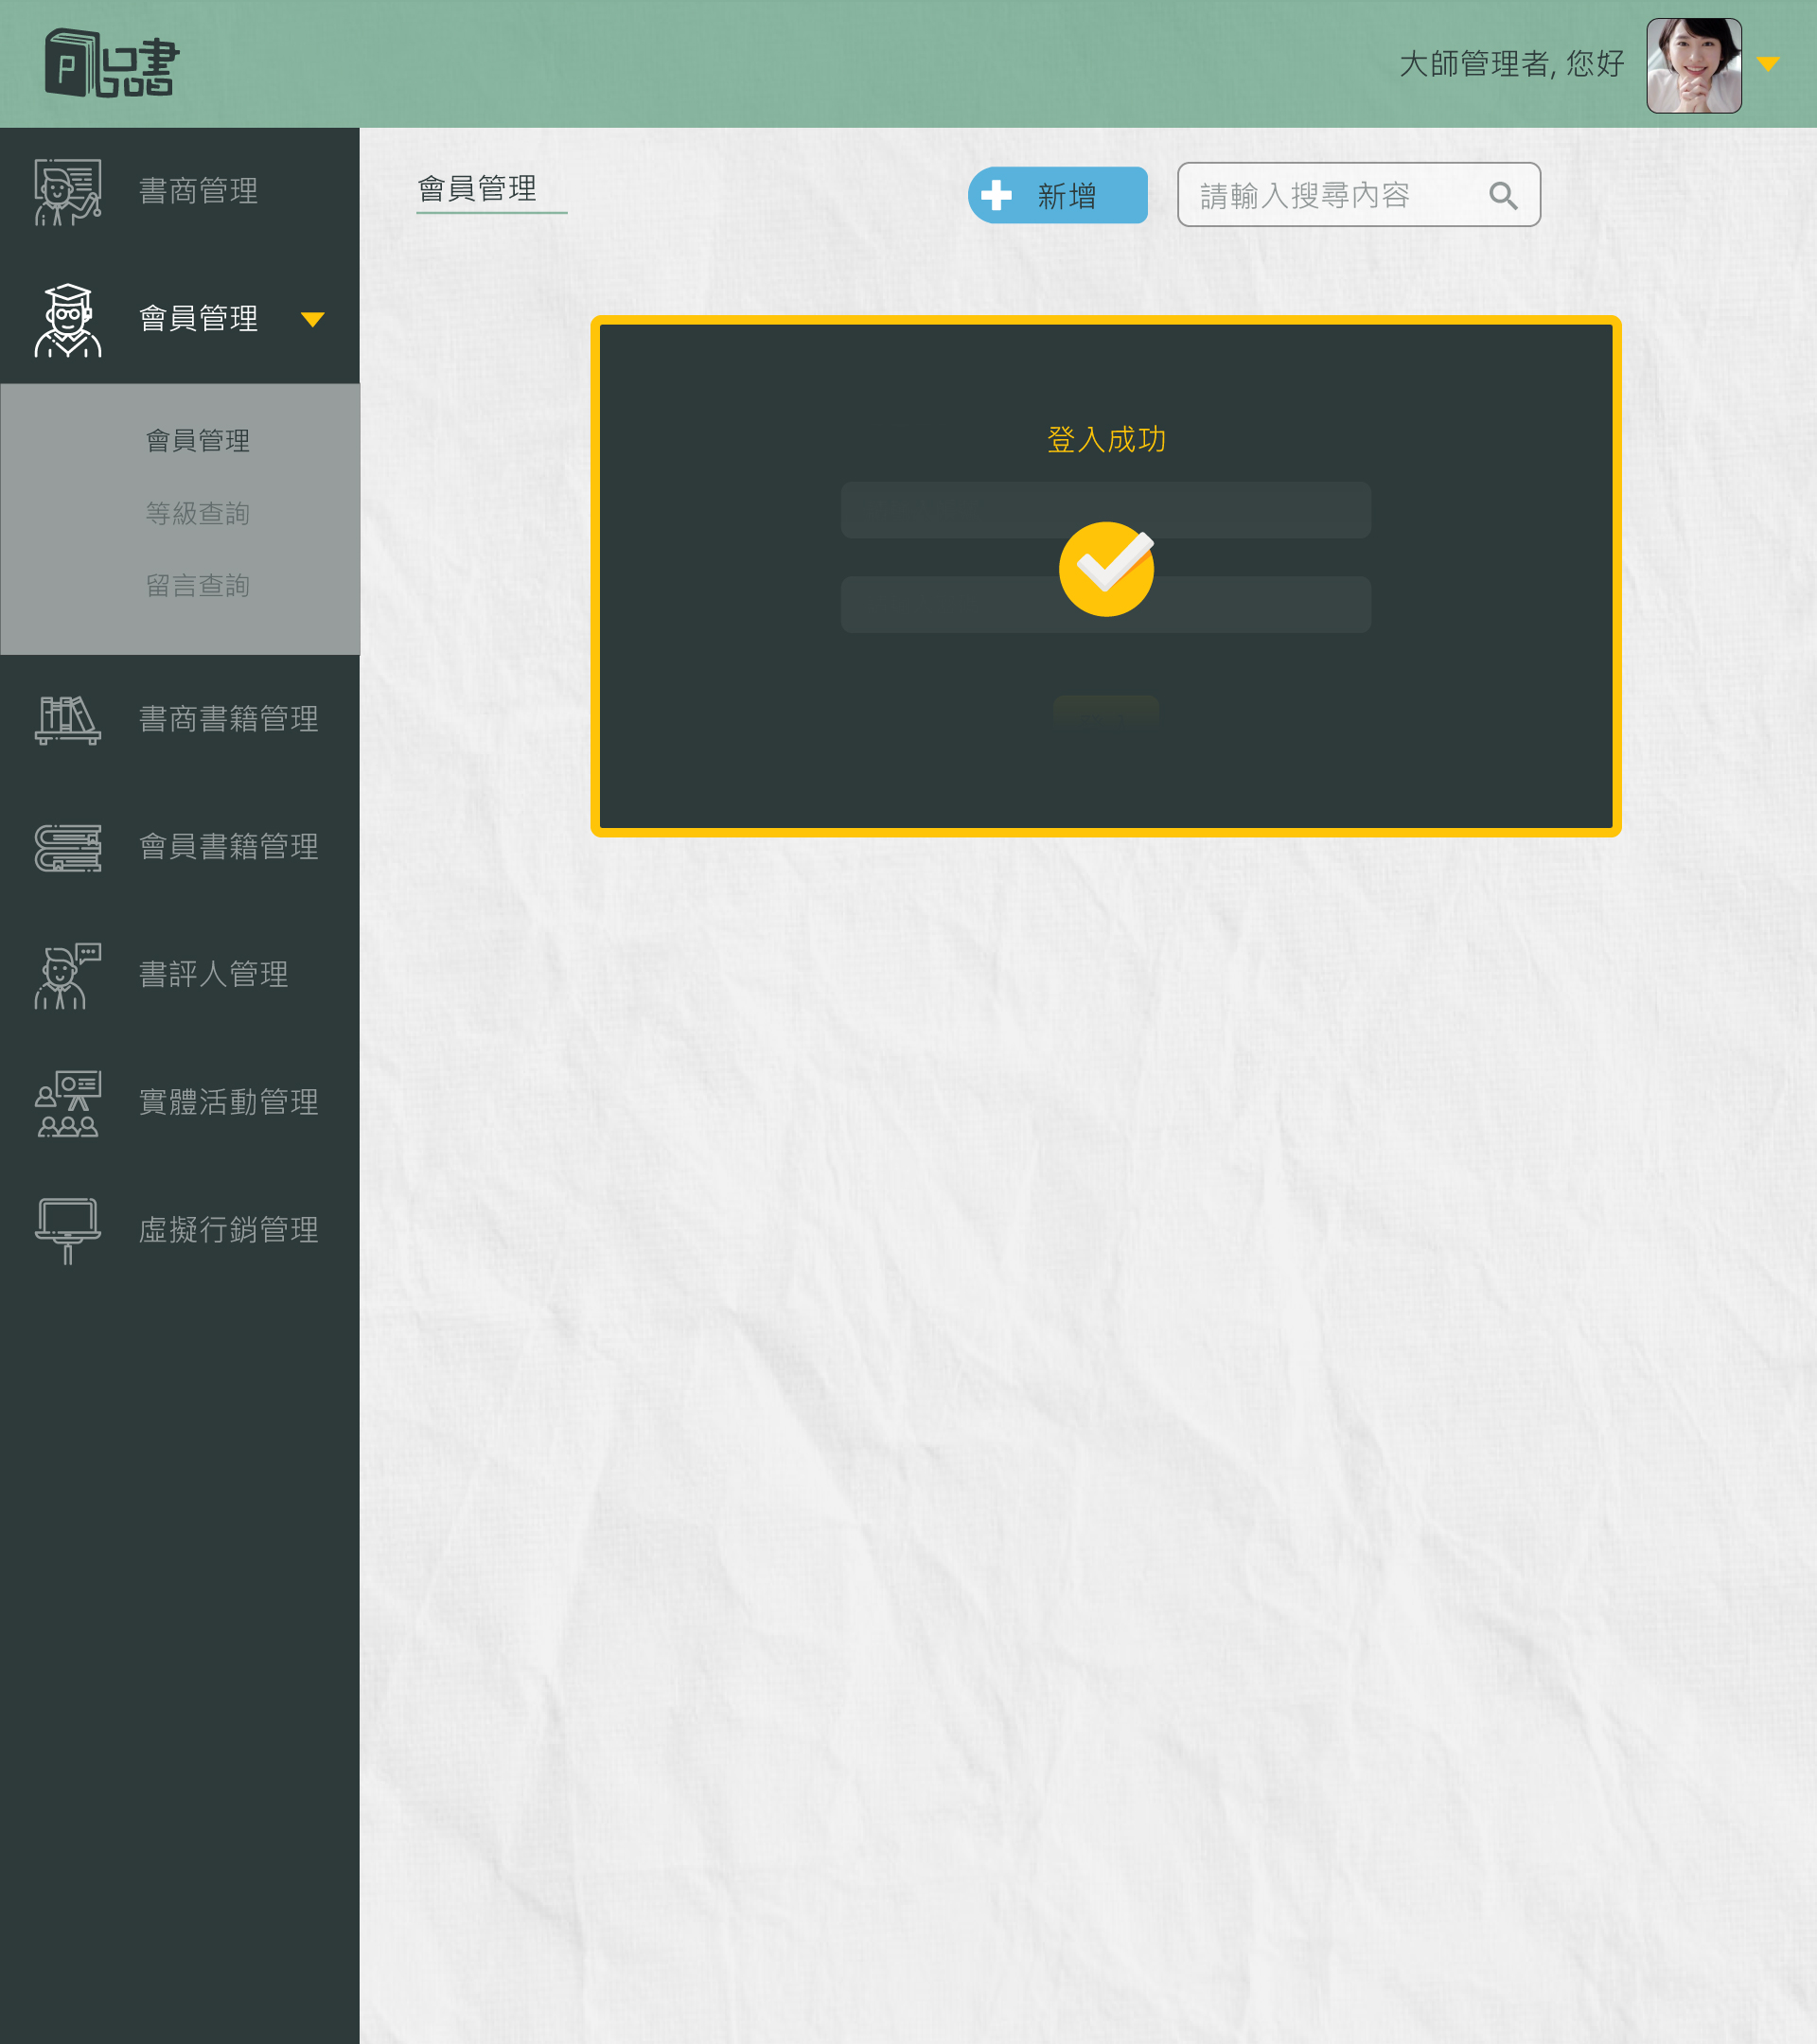 P品書
大師管理者, 您好
書商管理
會員管理
會員管理
等級查詢
留言查詢
書商書籍管理
會員書籍管理
書評人管理
實體活動管理
虛擬行銷管理
會員管理
新增
請輸入搜尋內容
登入成功